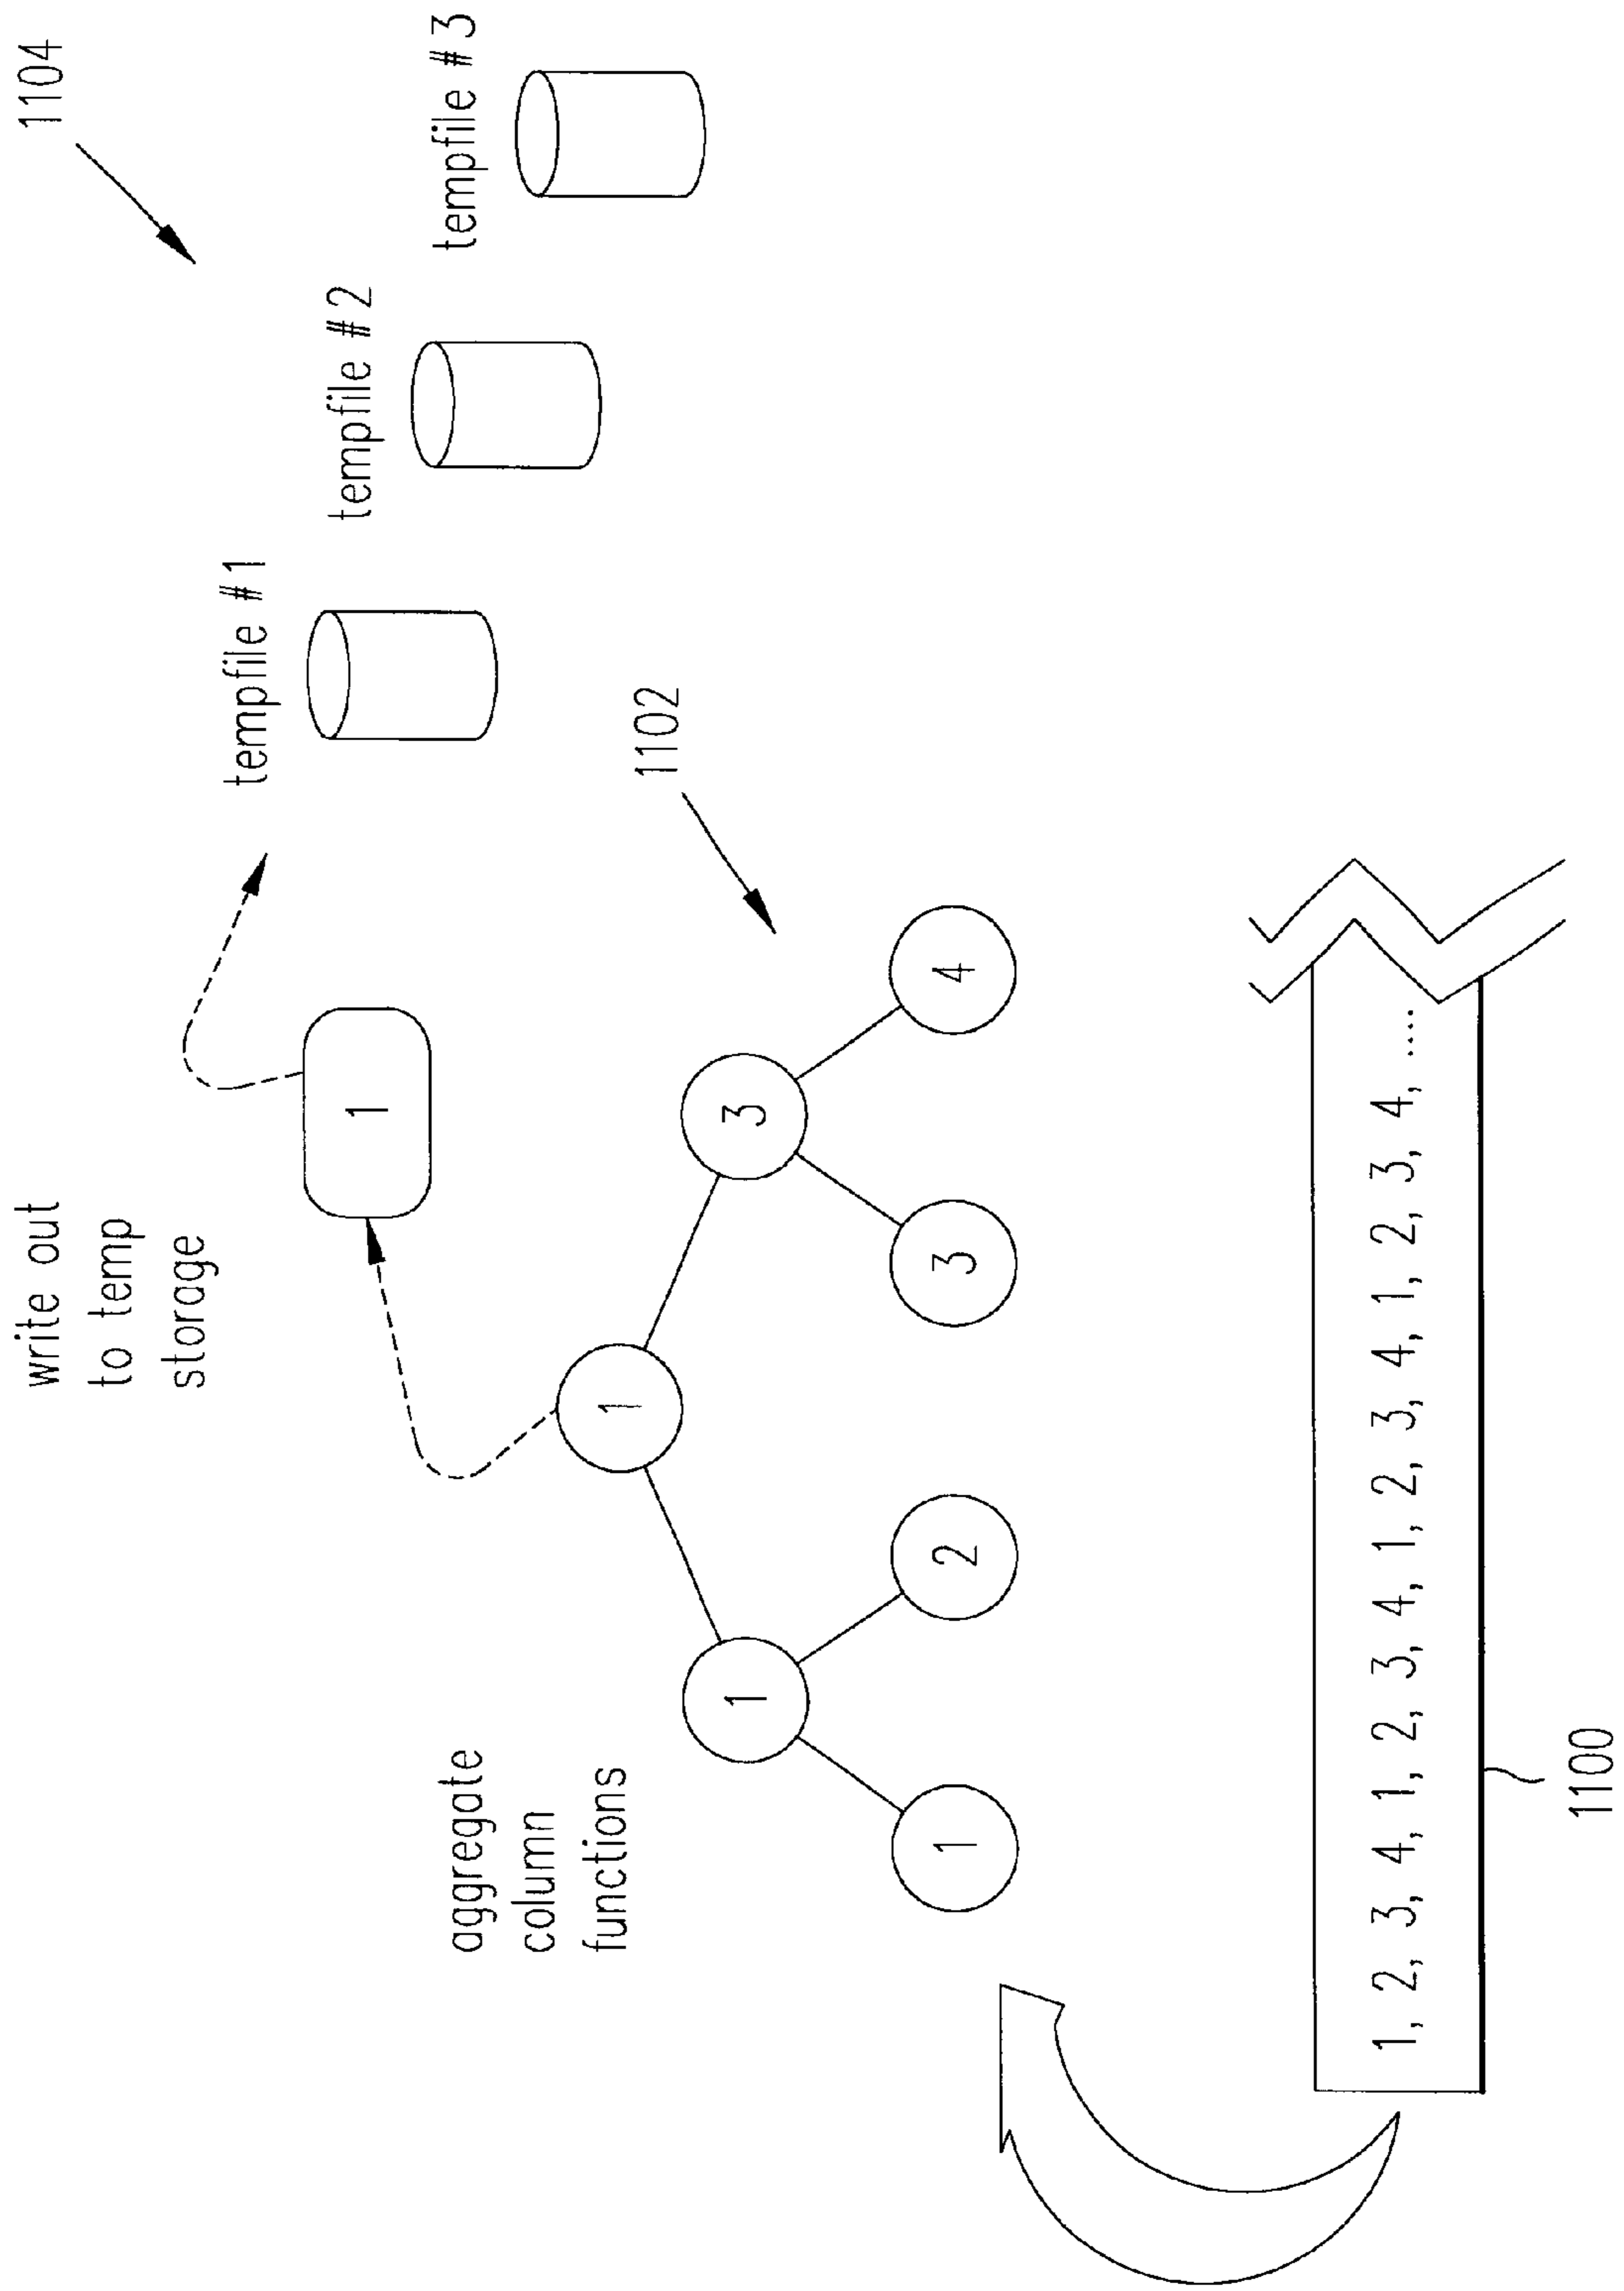 write out
to temp
storage
1104
tempfile #1
tempfile #2
tempfile #3
1
aggregate
column
functions
1
1102
1
3
1
2
3
4
1, 2, 3, 4, 1, 2, 3, 4, 1, 2, 3, 4, 1, 2, 3, 4, ....
1100